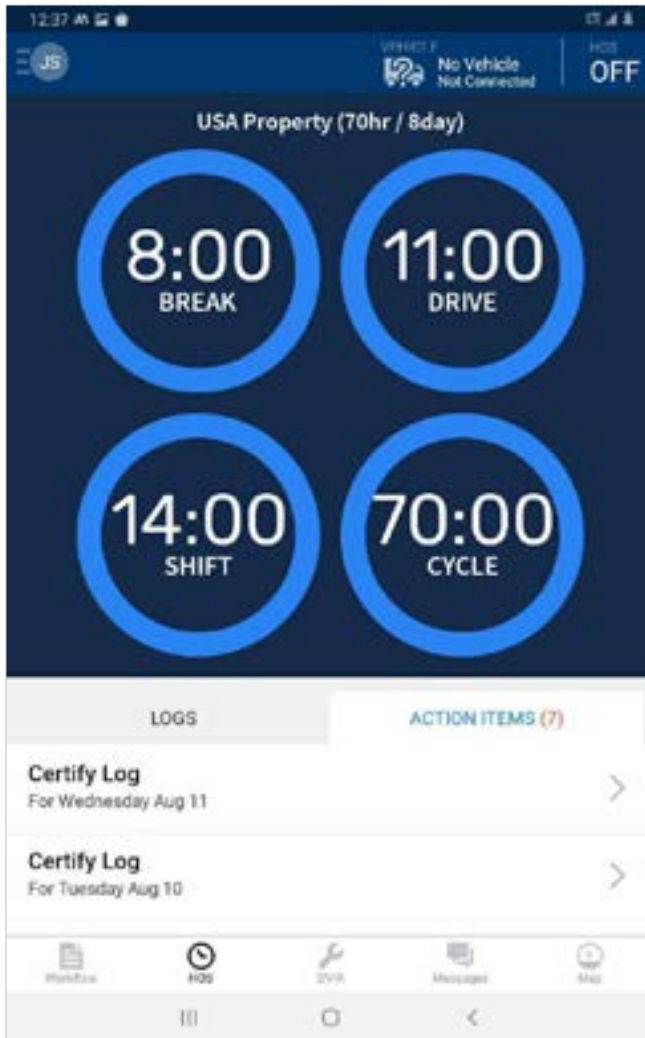 12:37
JS
VEHICLE
No Vehicle
Not Connected
HOS
OFF
USA Property (70hr / 8day)
8:00
BREAK
11:00
DRIVE
14:00
SHIFT
70:00
CYCLE
LOGS
ACTION ITEMS (7)
Certify Log
For Wednesday Aug 11
Certify Log
For Tuesday Aug 10
Workflow
HOS
DVIR
Messages
Map